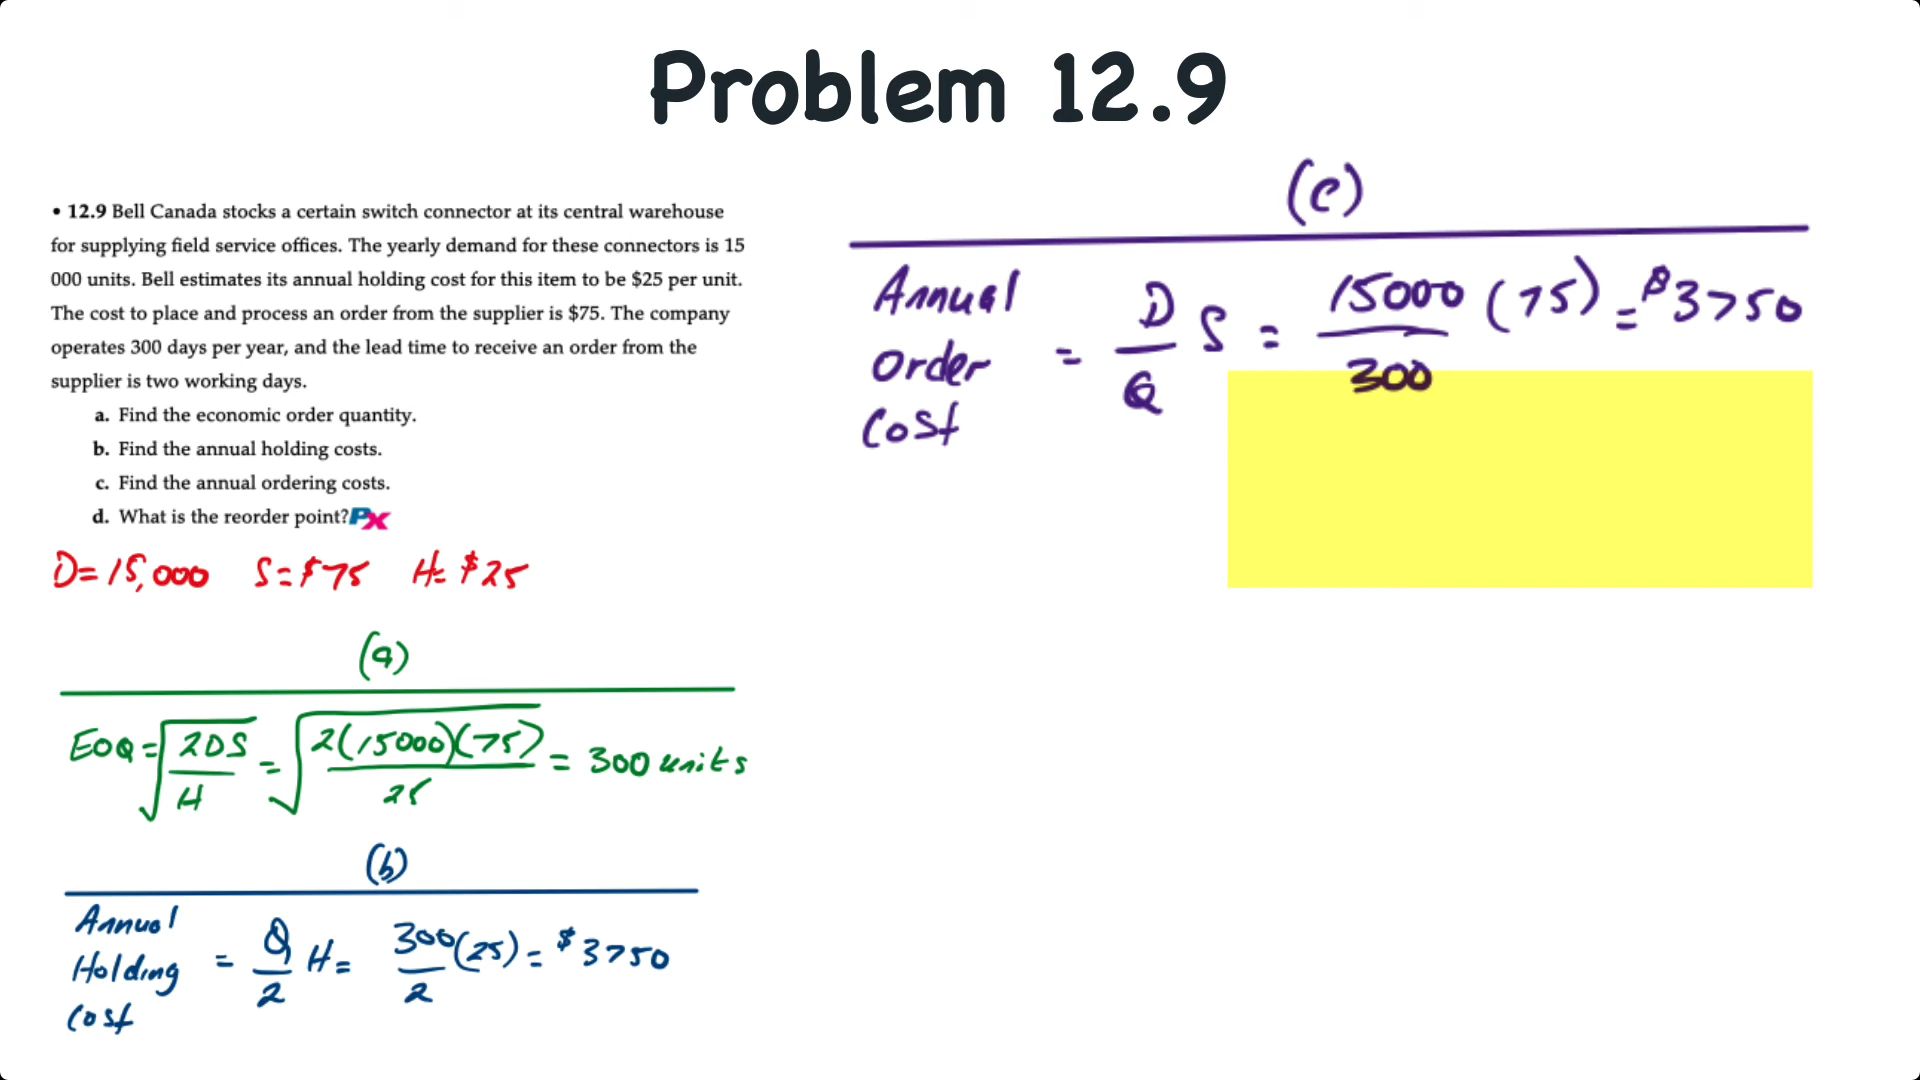 Problem 12.9
• 12.9 Bell Canada stocks a certain switch connector at its central warehouse
for supplying field service offices. The yearly demand for these connectors is 15
000 units. Bell estimates its annual holding cost for this item to be $25 per unit.
The cost to place and process an order from the supplier is $75. The company
operates 300 days per year, and the lead time to receive an order from the
supplier is two working days.
a. Find the economic order quantity.
b. Find the annual holding costs.
c. Find the annual ordering costs.
d. What is the reorder point? PX
D=15,000 S=$75 H=$25
(a)
EOQ = √(2DS/H) = √(2(15000)(75)/25) = 300 units
(b)
Annual
Holding = Q/2 H = 300/2 (25) = $3750
Cost
(c)
Annual
Order = D/Q S = 15000/300 (75) = $3750
Cost